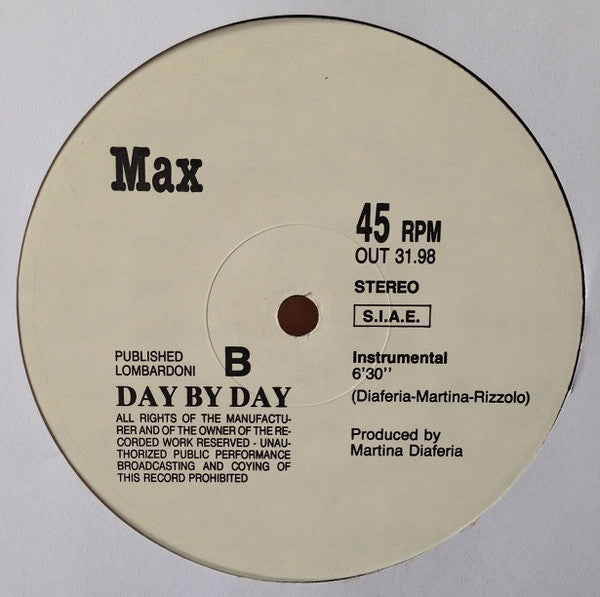 Max
45 RPM
OUT 31.98
STEREO
S.I.A.E.
PUBLISHED
LOMBARDONI
B
DAY BY DAY
ALL RIGHTS OF THE MANUFACTU-
RER AND OF THE OWNER OF THE RE-
CORDED WORK RESERVED - UNAU-
THORIZED PUBLIC PERFORMANCE
BROADCASTING AND COYING OF
THIS RECORD PROHIBITED
Instrumental
6'30''
(Diaferia-Martina-Rizzolo)
Produced by
Martina Diaferia